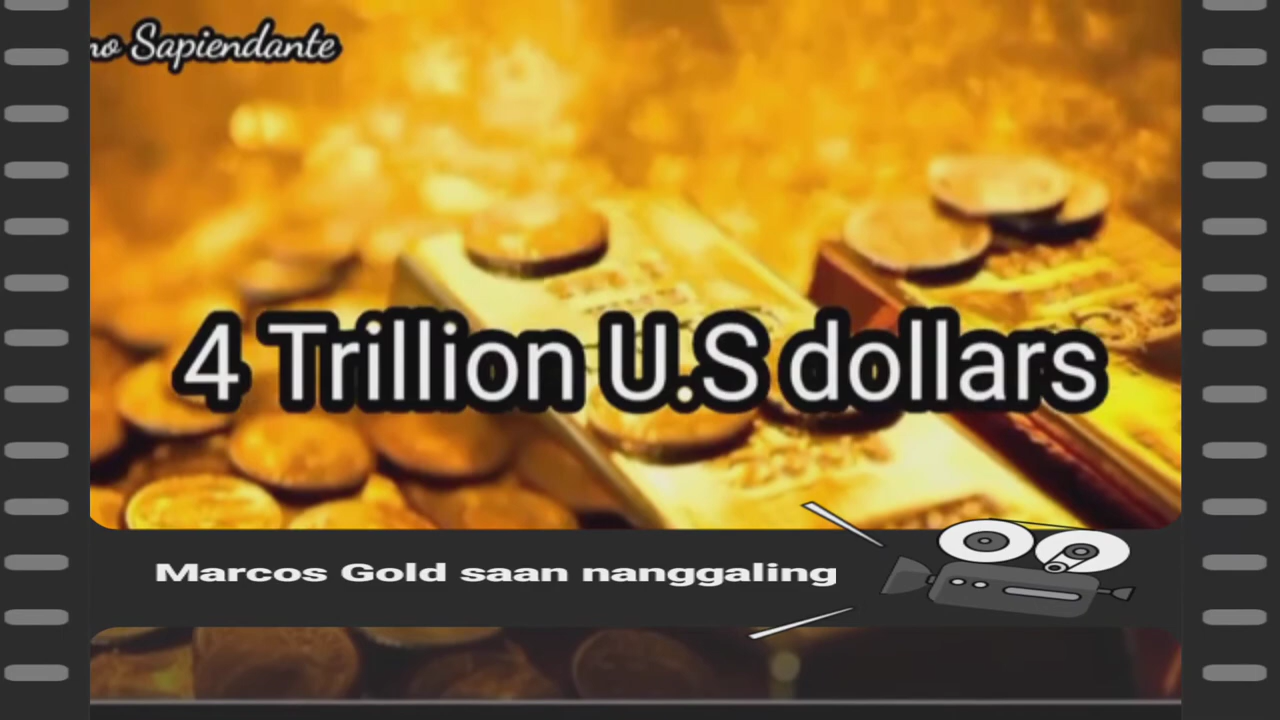 Sapiendante
4 Trillion U.S dollars
Marcos Gold saan nanggaling